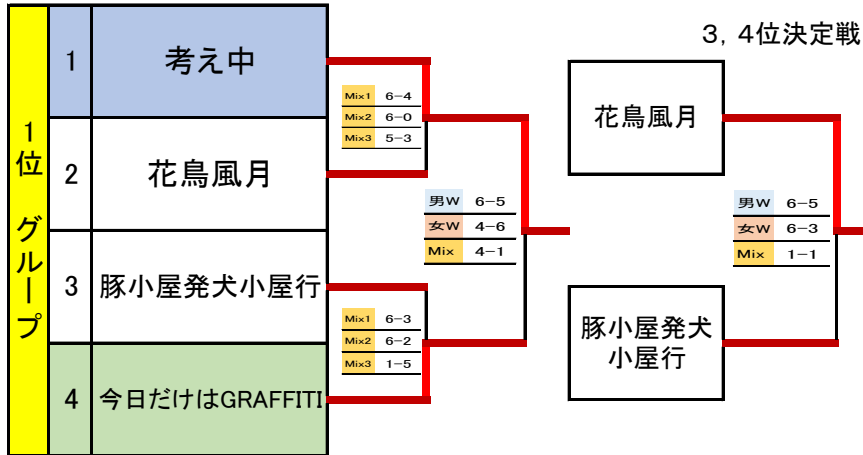 3，4位決定戦
1位 グループ
1 考え中
2 花鳥風月
3 豚小屋発犬小屋行
4 今日だけはGRAFFITI
Mix1 6-4
Mix2 6-0
Mix3 5-3
Mix1 6-3
Mix2 6-2
Mix3 1-5
男W 6-5
女W 4-6
Mix 4-1
花鳥風月
豚小屋発犬
小屋行
男W 6-5
女W 6-3
Mix 1-1